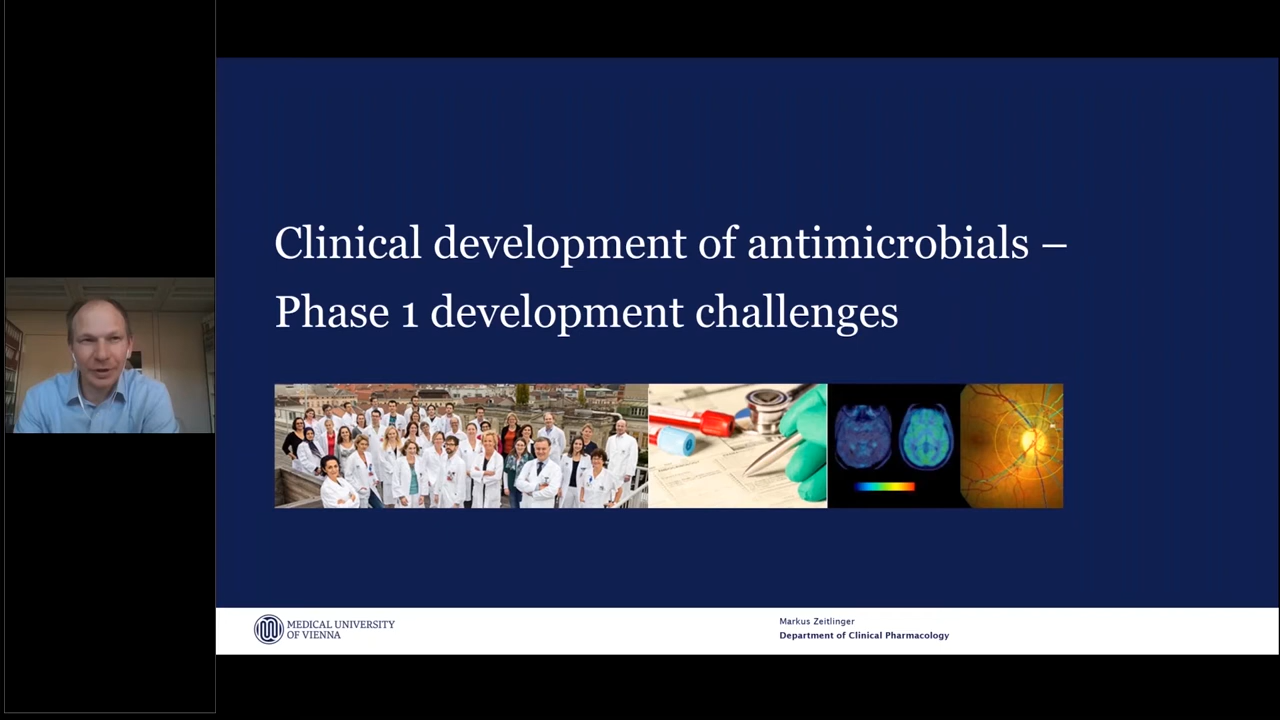 Clinical development of antimicrobials –
Phase 1 development challenges
MEDICAL UNIVERSITY
OF VIENNA
Markus Zeitlinger
Department of Clinical Pharmacology